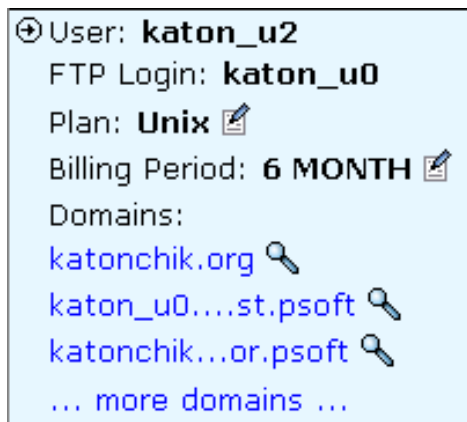 User: katon_u2
FTP Login: katon_u0
Plan: Unix
Billing Period: 6 MONTH
Domains:
katonchik.org
katon_u0....st.psoft
katonchik...or.psoft
... more domains ...